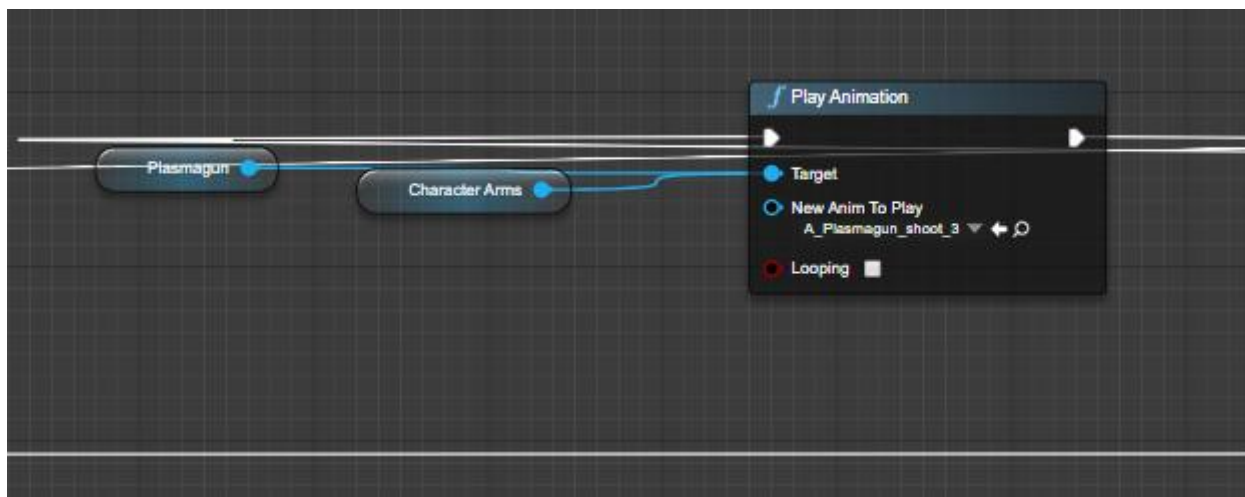 Play Animation
Plasmagun
Target
Character Arms
New Anim To Play
A_Plasmagun_shoot_3
Looping